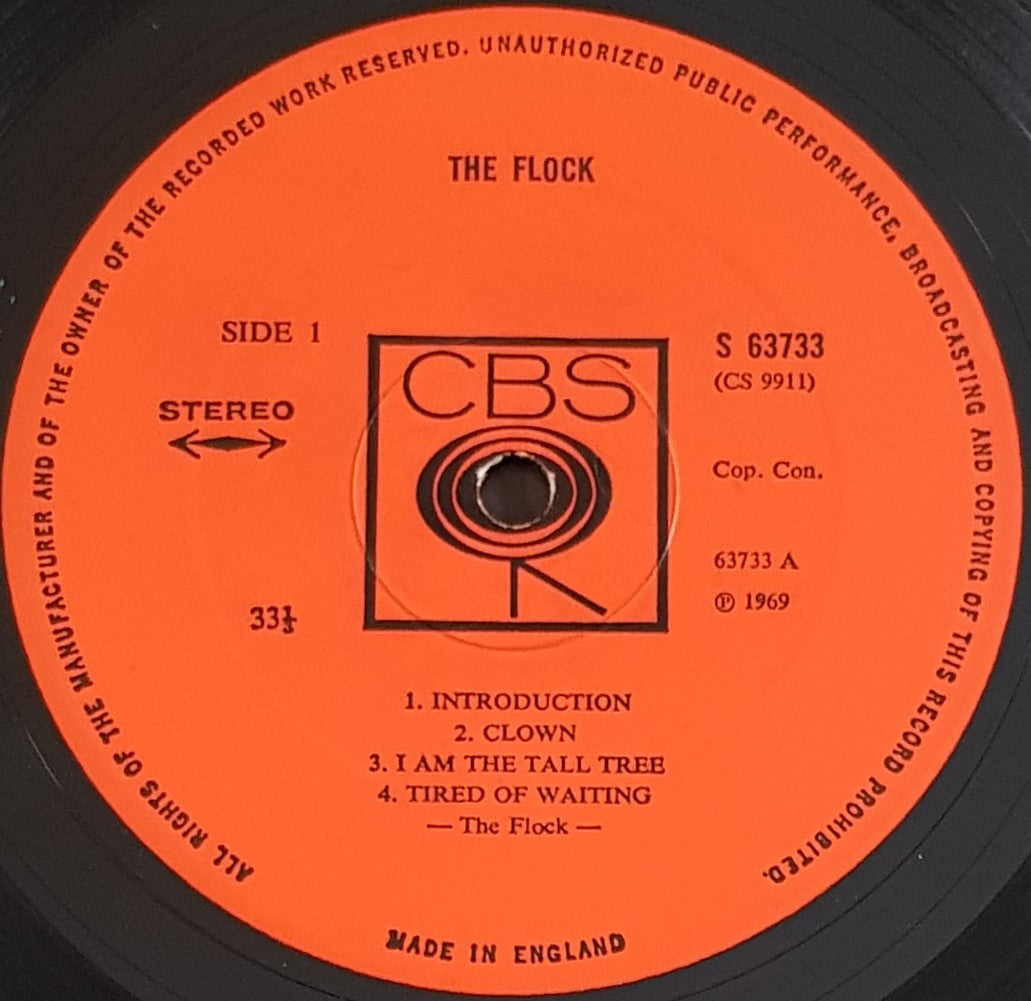 ALL RIGHTS OF THE MANUFACTURER AND OF THE OWNER OF THE RECORDED WORK RESERVED. UNAUTHORIZED PUBLIC PERFORMANCE, BROADCASTING AND COPYING OF THIS RECORD PROHIBITED.
THE FLOCK
SIDE 1
STEREO
33⅓
CBS
S 63733
(CS 9911)
Cop. Con.
63733 A
Ⓟ 1969
1. INTRODUCTION
2. CLOWN
3. I AM THE TALL TREE
4. TIRED OF WAITING
— The Flock —
MADE IN ENGLAND